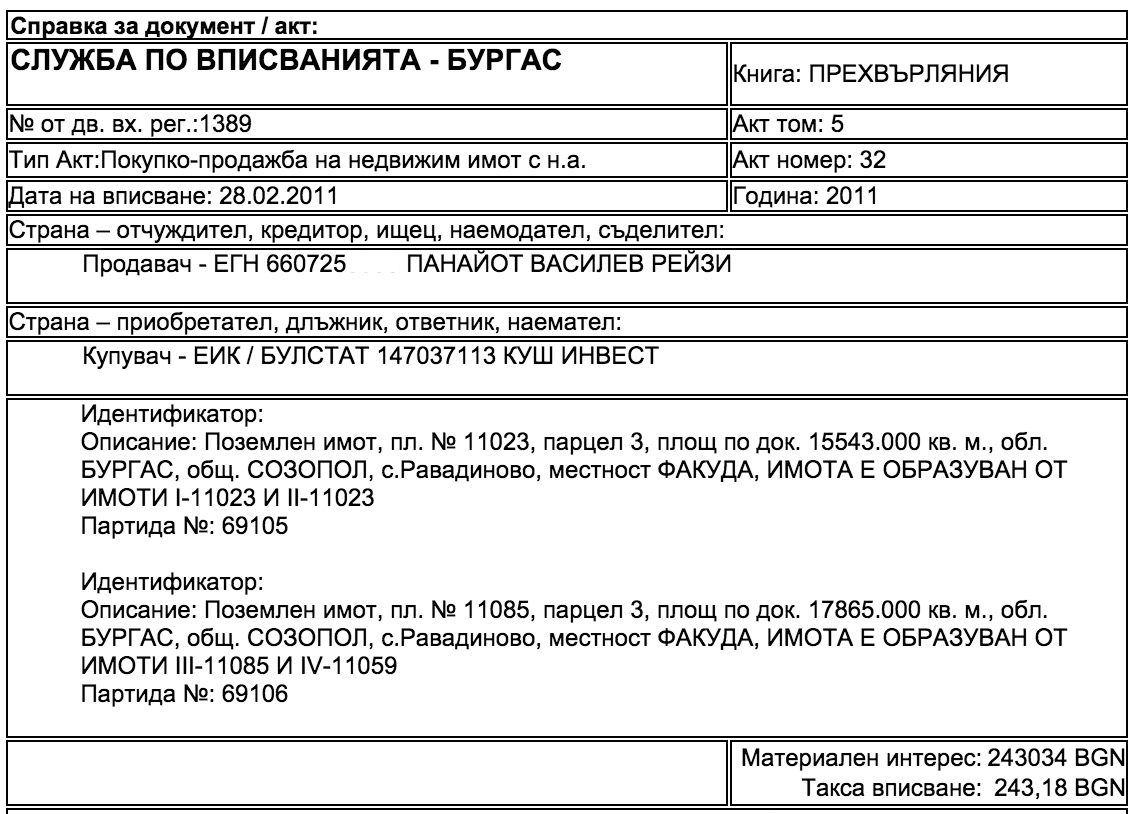 Справка за документ / акт:
СЛУЖБА ПО ВПИСВАНИЯТА - БУРГАС
Книга: ПРЕХВЪРЛЯНИЯ
№ от дв. вх. рег.:1389
Акт том: 5
Тип Акт:Покупко-продажба на недвижим имот с н.а.
Акт номер: 32
Дата на вписване: 28.02.2011
Година: 2011
Страна – отчуждител, кредитор, ищец, наемодател, съделител:
Продавач - ЕГН 660725 ПАНАЙОТ ВАСИЛЕВ РЕЙЗИ
Страна – приобретател, длъжник, ответник, наемател:
Купувач - ЕИК / БУЛСТАТ 147037113 КУШ ИНВЕСТ
Идентификатор:
Описание: Поземлен имот, пл. № 11023, парцел 3, площ по док. 15543.000 кв. м., обл.
БУРГАС, общ. СОЗОПОЛ, с.Равадиново, местност ФАКУДА, ИМОТА Е ОБРАЗУВАН ОТ
ИМОТИ I-11023 И II-11023
Партида №: 69105
Идентификатор:
Описание: Поземлен имот, пл. № 11085, парцел 3, площ по док. 17865.000 кв. м., обл.
БУРГАС, общ. СОЗОПОЛ, с.Равадиново, местност ФАКУДА, ИМОТА Е ОБРАЗУВАН ОТ
ИМОТИ III-11085 И IV-11059
Партида №: 69106
Материален интерес: 243034 BGN
Такса вписване: 243,18 BGN